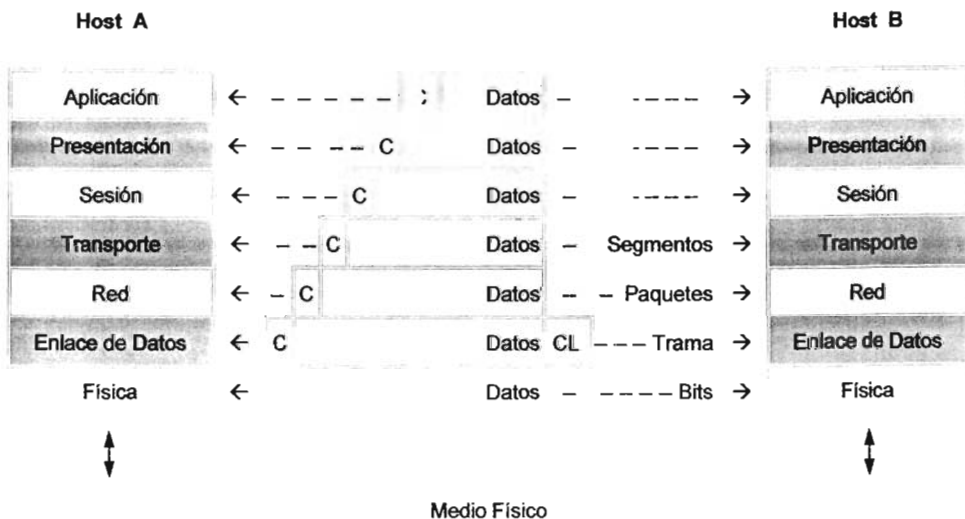 Host A Host B
Aplicación Datos Aplicación
Presentación C Datos Presentación
Sesión C Datos Sesión
Transporte C Datos Segmentos Transporte
Red C Datos Paquetes Red
Enlace de Datos C Datos CL Trama Enlace de Datos
Física Datos Bits Física
Medio Físico